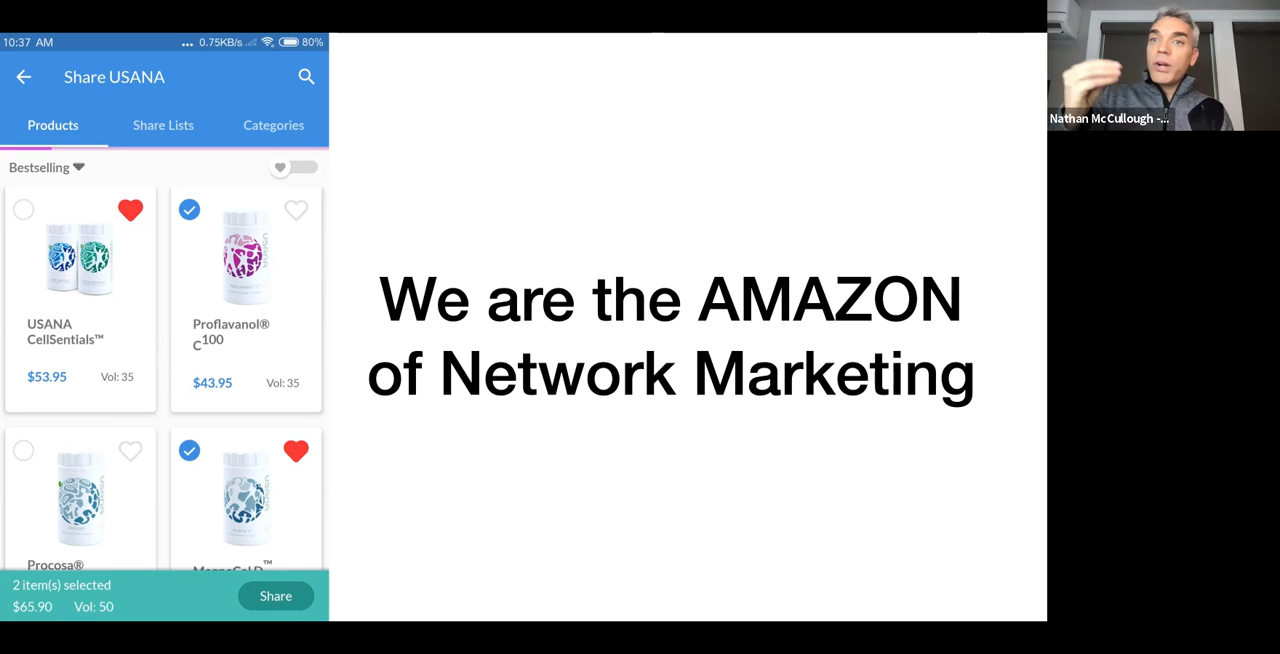 10:37 AM
... 0.75KB/s 80%
Share USANA
Products Share Lists Categories
Bestselling
USANA
CellSentials™
$53.95 Vol: 35
Proflavanol®
C100
$43.95 Vol: 35
Procosa®
MagneCal D™
2 item(s) selected
$65.90 Vol: 50
Share
We are the AMAZON
of Network Marketing
Nathan McCullough -...